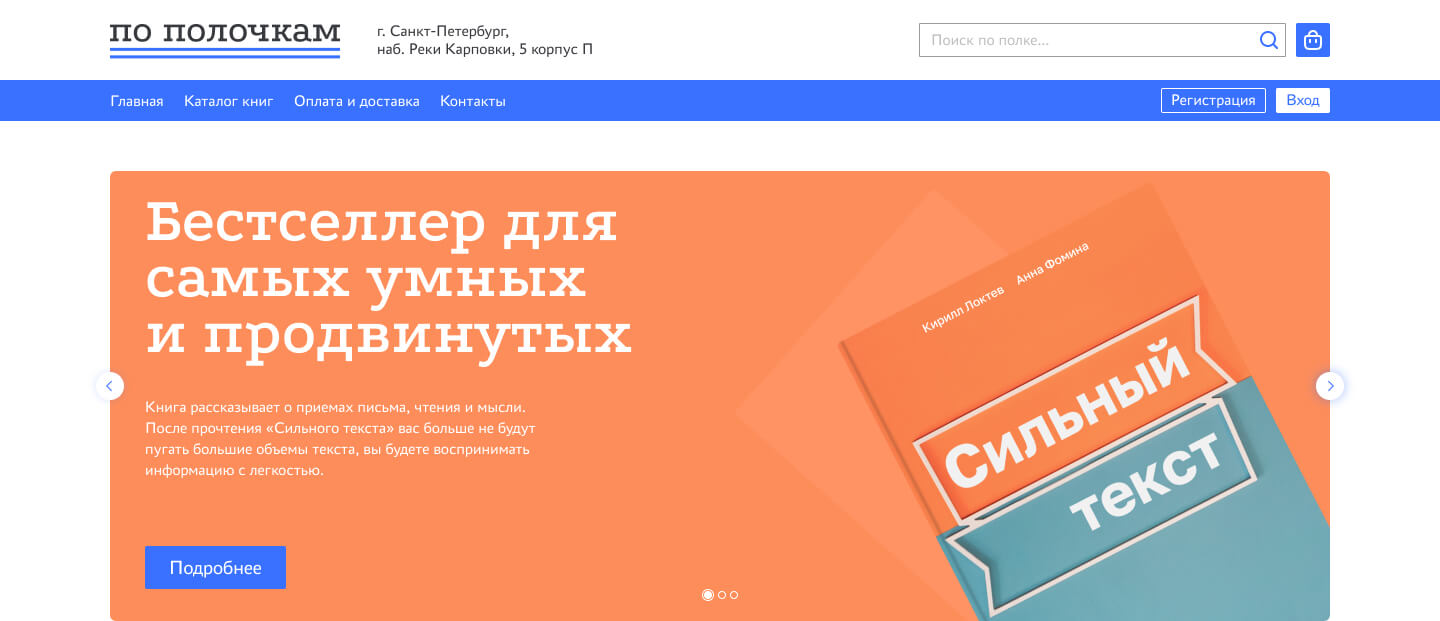 по полочкам
г. Санкт-Петербург,
наб. Реки Карповки, 5 корпус П
Поиск по полке...
Главная
Каталог книг
Оплата и доставка
Контакты
Регистрация
Вход
Бестселлер для
самых умных
и продвинутых
Книга рассказывает о приемах письма, чтения и мысли.
После прочтения «Сильного текста» вас больше не будут
пугать большие объемы текста, вы будете воспринимать
информацию с легкостью.
Подробнее
Кирилл Локтев
Анна Фомина
Сильный
текст